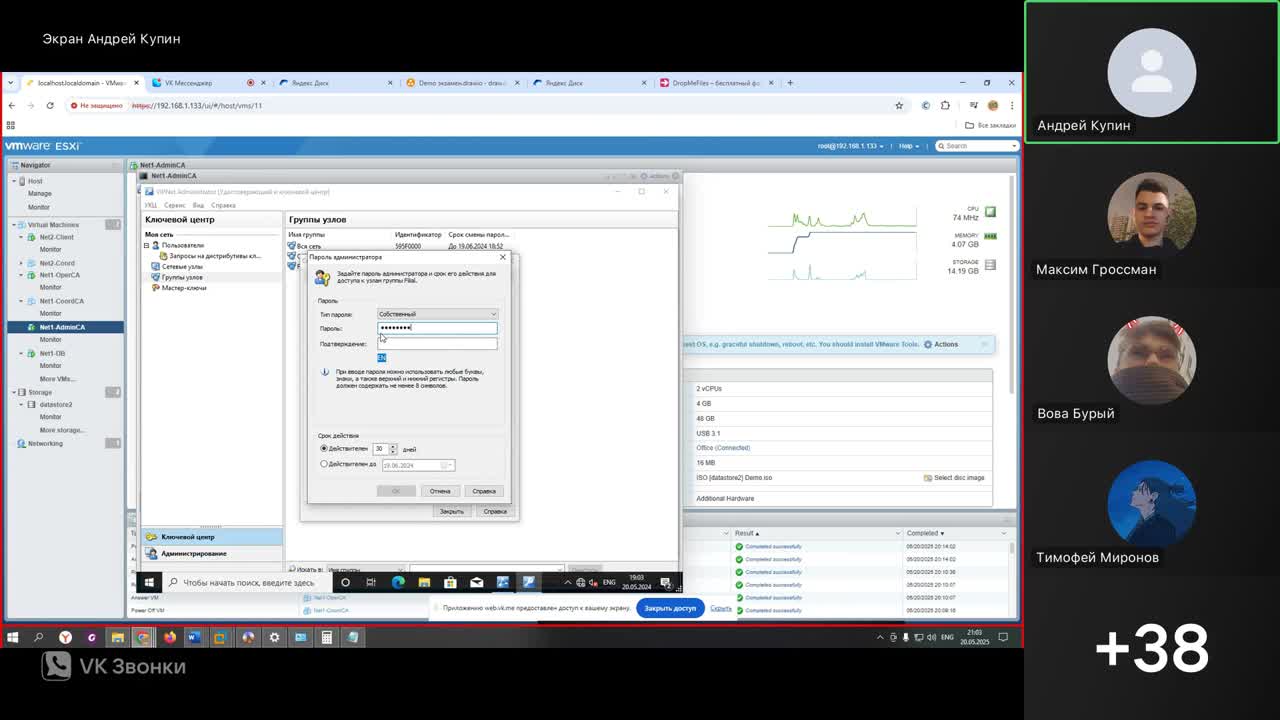 Экран Андрей Купин
localhost.localdomain - VMwa
VK Мессенджер
Яндекс Диск
Demo экзамен.drawio - draw.i
Яндекс Диск
DropMeFiles – бесплатный фа
Не защищено
https://192.168.1.133/ui/#/host/vms/11
Все закладки
vmware ESXi
root@192.168.1.133
Help
Search
Navigator
Host
Manage
Monitor
Virtual Machines
Net2-Client
Monitor
Net2-Coord
Net1-OperCA
Monitor
Net1-CoordCA
Monitor
Net1-AdminCA
Monitor
Net1-DB
Monitor
More VMs...
Storage
datastore2
Monitor
More storage...
Networking
Net1-AdminCA
Net1-AdminCA
Actions
ViPNet Administrator [Удостоверяющий и ключевой центр]
УКЦ Сервис Вид Справка
Ключевой центр
Моя сеть
Пользователи
Запросы на дистрибутивы кл...
Сетевые узлы
Группы узлов
Мастер-ключи
Ключевой центр
Администрирование
Группы узлов
Имя группы Идентификатор Срок смены парол...
Вся сеть 595F0000 До 19.06.2024 18:52
Пароль администратора
Задайте пароль администратора и срок его действия для
доступа к узлам группы Filial.
Пароль
Тип пароля: Собственный
Пароль: ••••••••
Подтверждение:
EN
При вводе пароля можно использовать любые буквы,
знаки, а также верхний и нижний регистры. Пароль
должен содержать не менее 8 символов.
Срок действия
Действителен 30 дней
Действителен до 19.06.2024
ОК Отмена Справка
Закрыть Справка
Искать в: Имя группы
Чтобы начать поиск, введите здесь
ENG
19:03
20.05.2024
CPU
74 MHz
MEMORY
4.07 GB
STORAGE
14.19 GB
est OS, e.g. graceful shutdown, reboot, etc. You should install VMware Tools.
Actions
2 vCPUs
4 GB
48 GB
USB 3.1
Office (Connected)
16 MB
ISO [datastore2] Demo.iso
Select disc image
Additional Hardware
Result
Completed
Completed successfully 05/20/2025 20:14:02
Completed successfully 05/20/2025 20:14:02
Completed successfully 05/20/2025 20:10:36
Completed successfully 05/20/2025 20:10:07
Answer VM Net1-OperCA Completed successfully 05/20/2025 20:10:07
Power Off VM Net1-CoordCA Completed successfully 05/20/2025 20:09:16
Приложению web.vk.me предоставлен доступ к вашему экрану.
Закрыть доступ
Скрыть
ENG
21:03
20.05.2025
VK Звонки
Андрей Купин
Максим Гроссман
Вова Бурый
Тимофей Миронов
+38